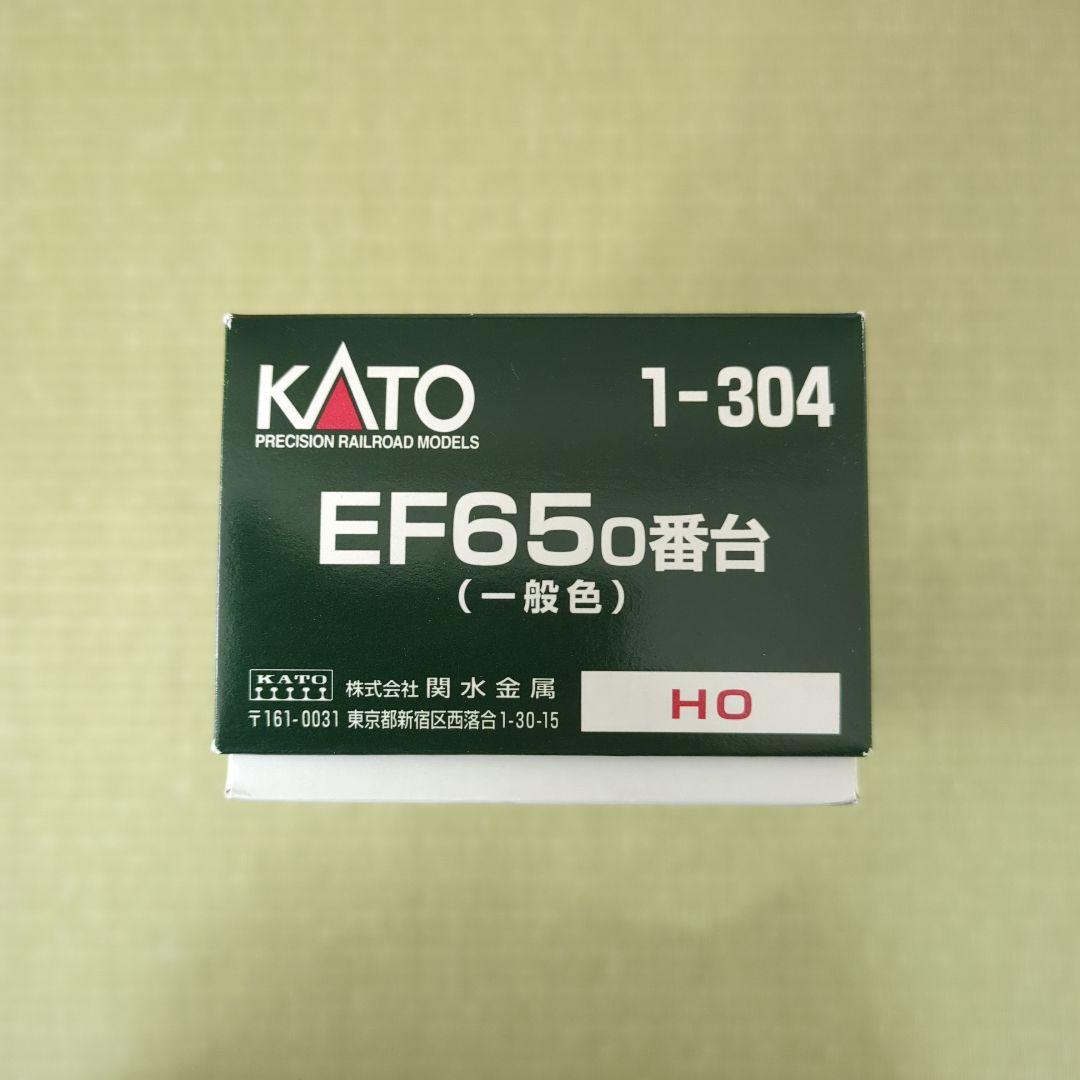 KATO 1-304
PRECISION RAILROAD MODELS
EF65 0番台
(一般色)
KATO 株式会社 関水金属
〒161-0031 東京都新宿区西落合1-30-15
HO